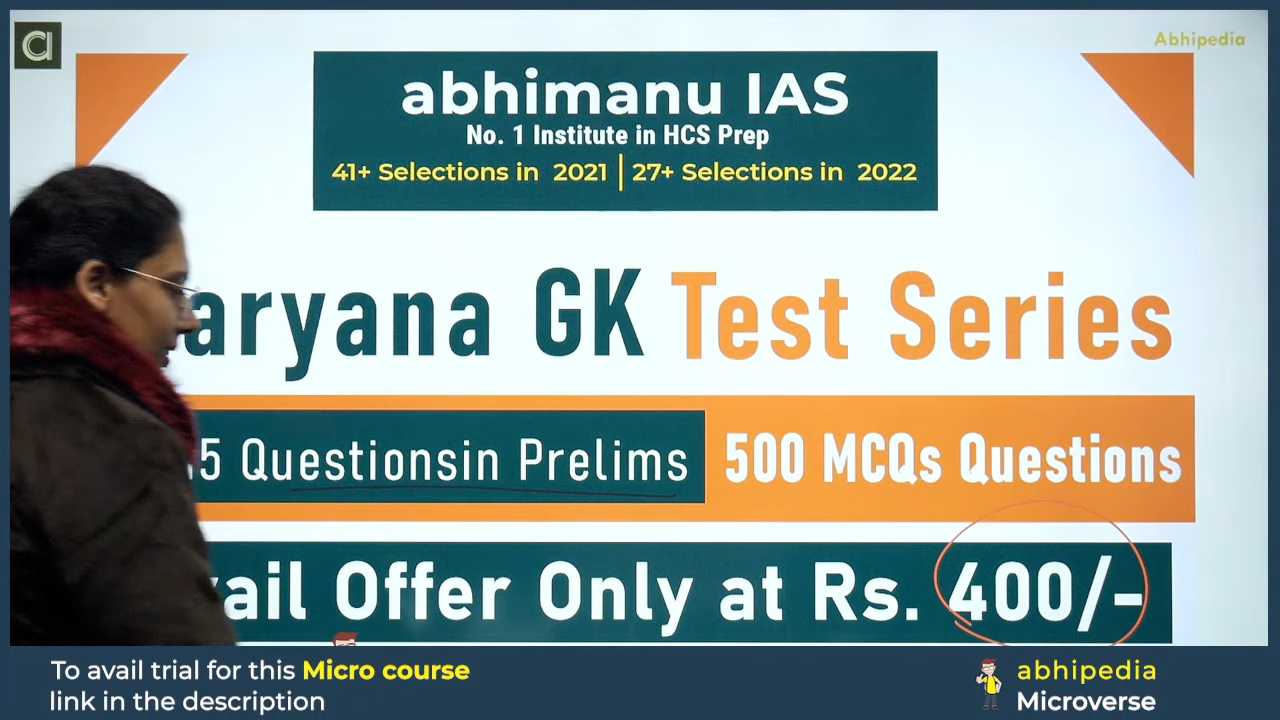 Abhipedia
abhimanu IAS
No. 1 Institute in HCS Prep
41+ Selections in 2021 | 27+ Selections in 2022
aryana GK Test Series
5 Questionsin Prelims
500 MCQs Questions
ail Offer Only at Rs. 400/-
To avail trial for this Micro course
link in the description
abhipedia
Microverse